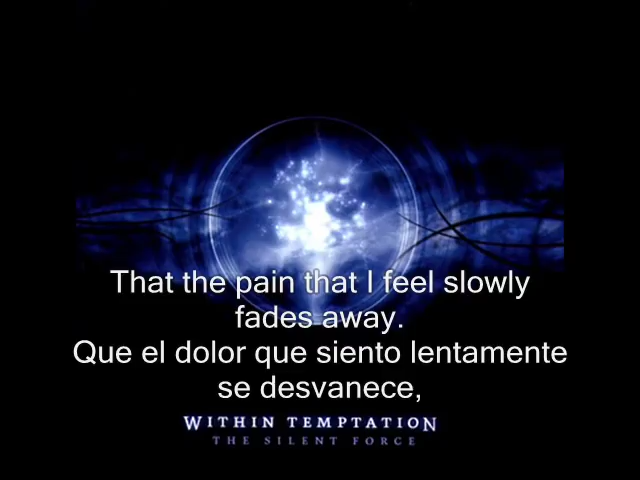 That the pain that I feel slowly
fades away.
Que el dolor que siento lentamente
se desvanece,
WITHIN TEMPTATION
THE SILENT FORCE